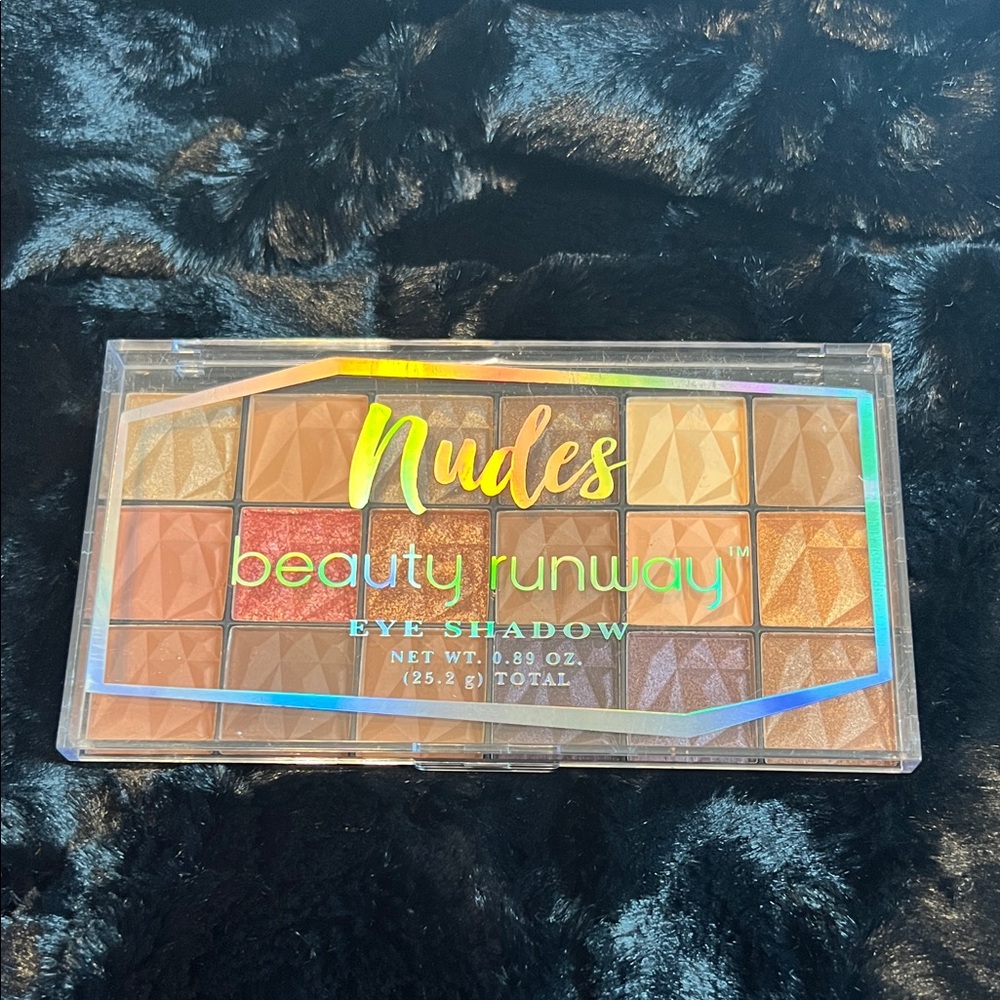 Nudes
beauty runway™
EYE SHADOW
NET WT. 0.89 OZ.
(25.2 g) TOTAL